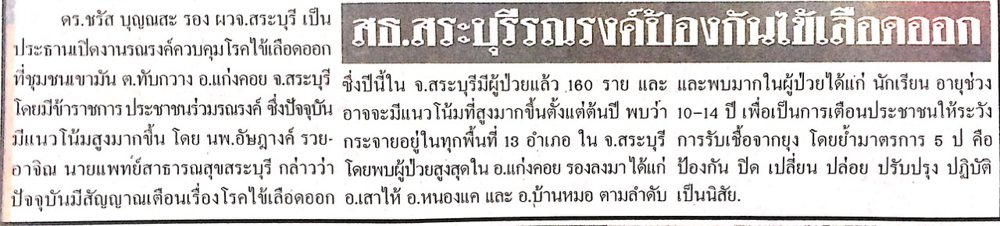 สธ.สระบุรีรณรงค์ป้องกันไข้เลือดออก
ดร.ชรัส บุญณสะ รอง ผวจ.สระบุรี เป็น
ประธานเปิดงานรณรงค์ควบคุมโรคไข้เลือดออก
ที่ชุมชนเขามัน ต.ทับกวาง อ.แก่งคอย จ.สระบุรี
โดยมีข้าราชการ ประชาชนร่วมรณรงค์ ซึ่งปัจจุบัน
มีแนวโน้มสูงมากขึ้น โดย นพ.อัษฎางค์ รวย-
อาจิณ นายแพทย์สาธารณสุขสระบุรี กล่าวว่า
ปัจจุบันมีสัญญาณเตือนเรื่องโรคไข้เลือดออก
ซึ่งปีนี้ใน จ.สระบุรีมีผู้ป่วยแล้ว 160 ราย และ
อาจจะมีแนวโน้มที่สูงมากขึ้นตั้งแต่ต้นปี พบว่า
กระจายอยู่ในทุกพื้นที่ 13 อำเภอ ใน จ.สระบุรี
โดยพบผู้ป่วยสูงสุดใน อ.แก่งคอย รองลงมา ได้แก่
อ.เสาไห้ อ.หนองแค และ อ.บ้านหมอ ตามลำดับ
และพบมากในผู้ป่วยได้แก่ นักเรียน อายุช่วง
10-14 ปี เพื่อเป็นการเตือนประชาชนให้ระวัง
การรับเชื้อจากยุง โดยย้ำมาตรการ 5 ป คือ
ป้องกัน ปิด เปลี่ยน ปล่อย ปรับปรุง ปฏิบัติ
เป็นนิสัย.